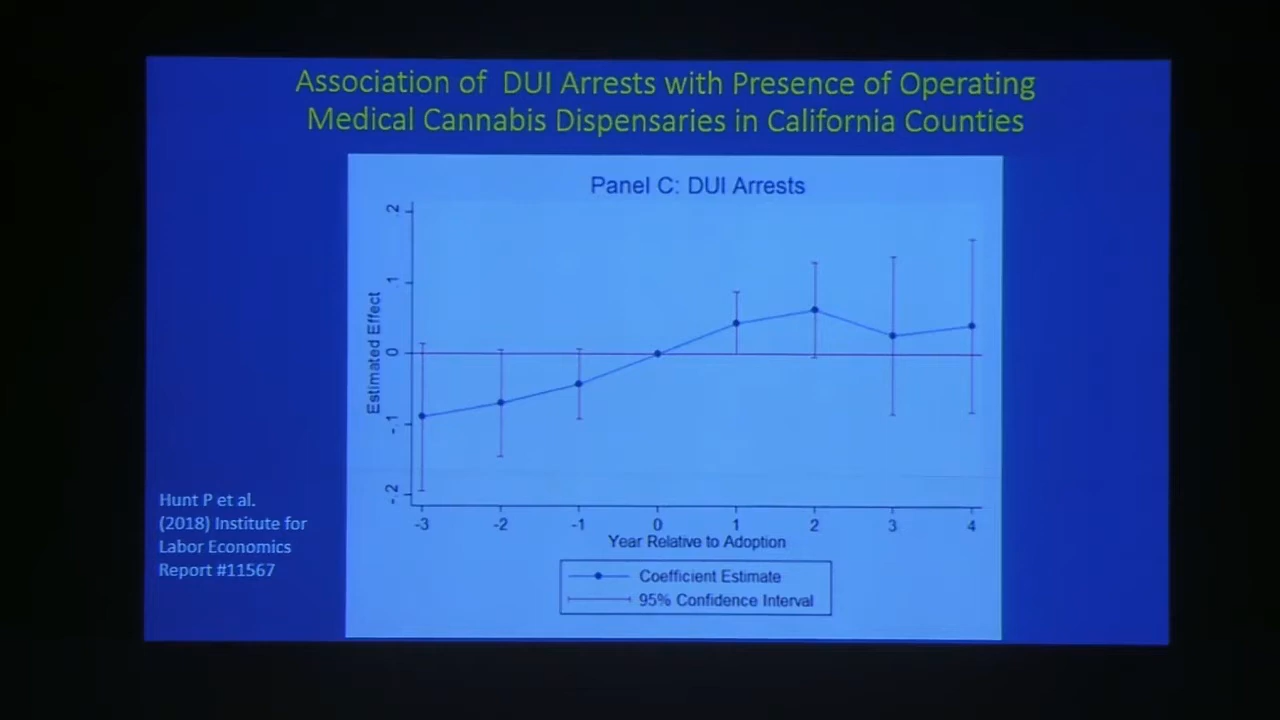 Association of DUI Arrests with Presence of Operating
Medical Cannabis Dispensaries in California Counties
Panel C: DUI Arrests
Estimated Effect
.2
.1
0
-.1
-.2
-3 -2 -1 0 1 2 3 4
Year Relative to Adoption
Coefficient Estimate
95% Confidence Interval
Hunt P et al.
(2018) Institute for
Labor Economics
Report #11567